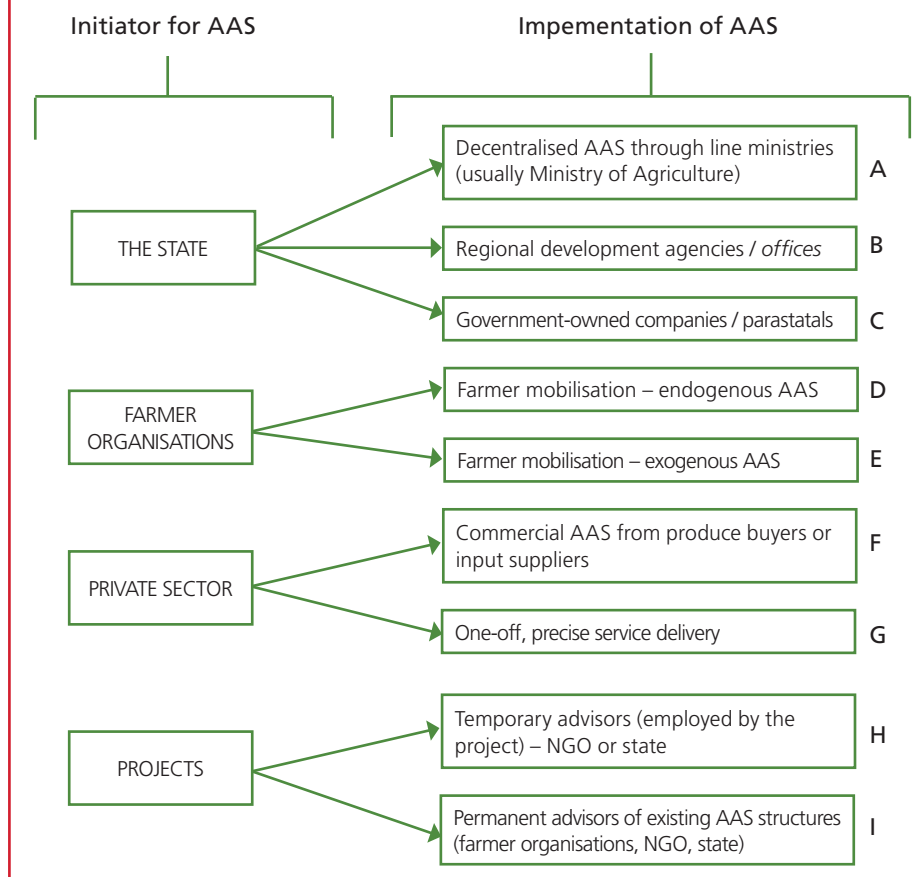 Initiator for AAS
Impementation of AAS
Decentralised AAS through line ministries
(usually Ministry of Agriculture)
A
THE STATE
Regional development agencies / offices
B
Government-owned companies / parastatals
C
FARMER
ORGANISATIONS
Farmer mobilisation – endogenous AAS
D
Farmer mobilisation – exogenous AAS
E
PRIVATE SECTOR
Commercial AAS from produce buyers or
input suppliers
F
One-off, precise service delivery
G
PROJECTS
Temporary advisors (employed by the
project) – NGO or state
H
Permanent advisors of existing AAS structures
(farmer organisations, NGO, state)
I